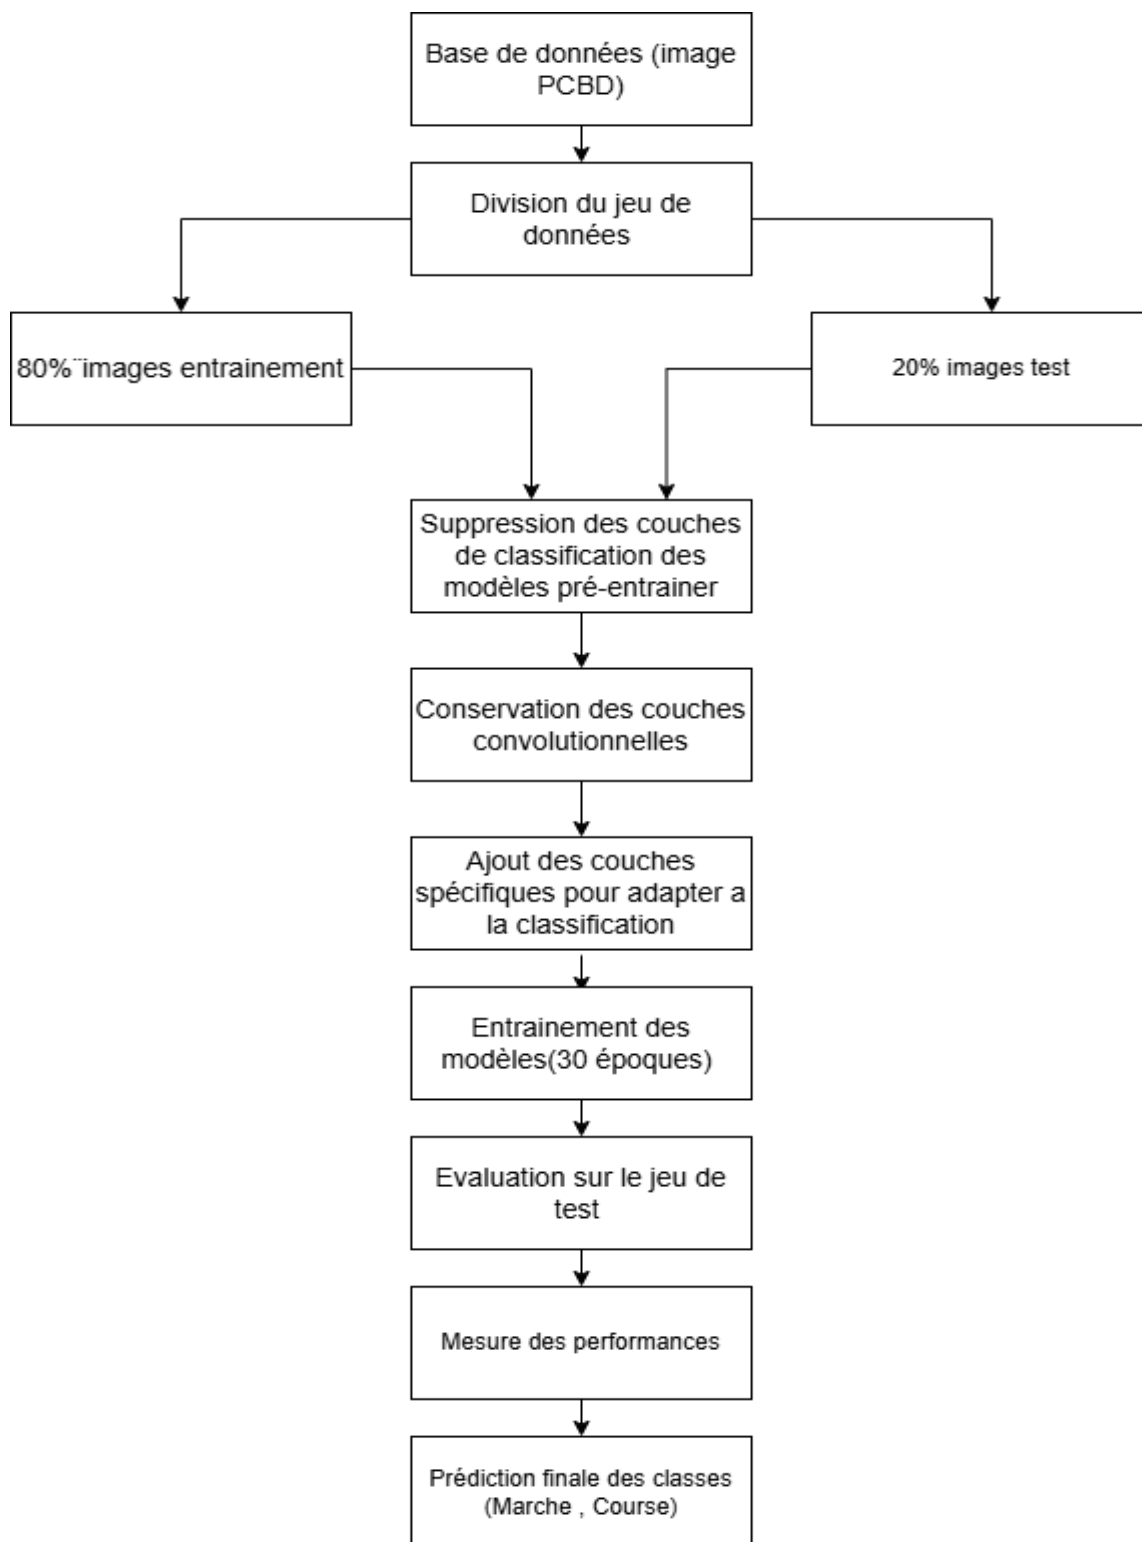 Base de données (image
PCBD)
Division du jeu de
données
80%¨images entrainement
20% images test
Suppression des couches
de classification des
modèles pré-entrainer
Conservation des couches
convolutionnelles
Ajout des couches
spécifiques pour adapter a
la classification
Entrainement des
modèles(30 époques)
Evaluation sur le jeu de
test
Mesure des performances
Prédiction finale des classes
(Marche , Course)